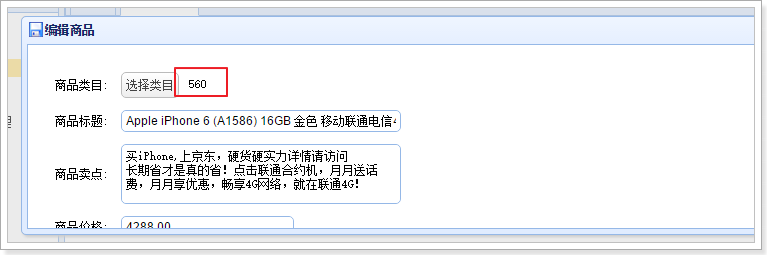 编辑商品
商品类目: 选择类目 560
商品标题: Apple iPhone 6 (A1586) 16GB 金色 移动联通电信
商品卖点: 买iPhone,上京东，硬货硬实力详情请访问
长期省才是真的省！点击联通合约机，月月送话
费，月月享优惠，畅享4G网络，就在联通4G！
商品价格: 4288.00
理